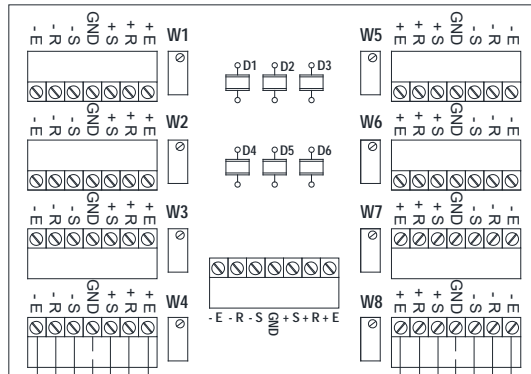 -E -R -S GND +S +R +E W1 D1 D2 D3 W5 +E +R +S GND -S -R -E
-E -R -S GND +S +R +E W2 D4 D5 D6 W6 +E +R +S GND -S -R -E
-E -R -S GND +S +R +E W3 W7 +E +R +S GND -S -R -E
-E -R -S GND +S +R +E W4 -E -R -S GND +S +R +E W8 +E +R +S GND -S -R -E